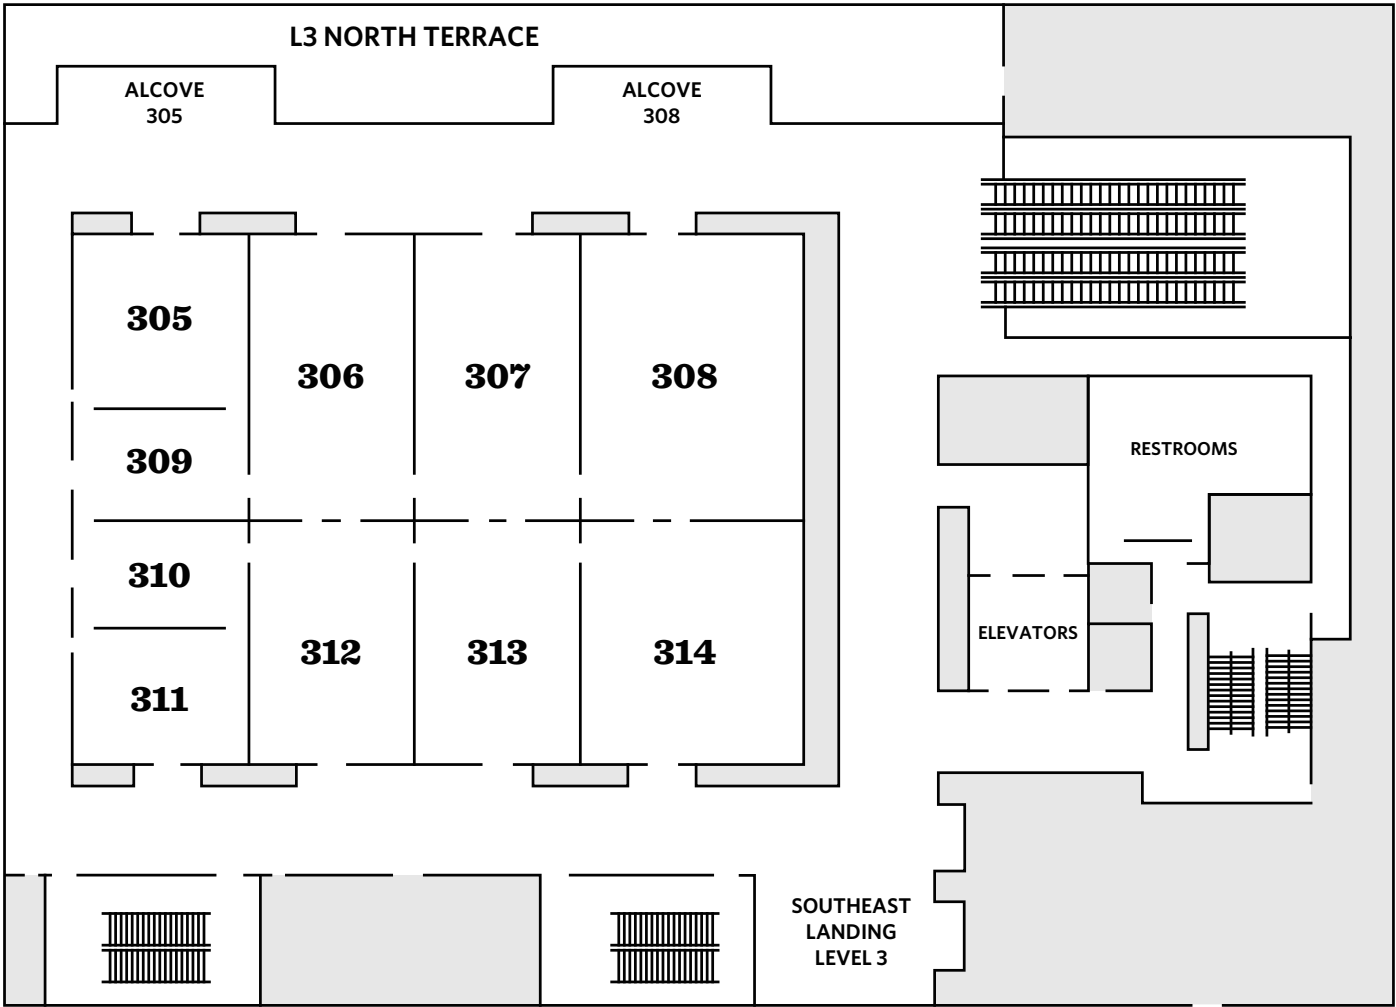 L3 NORTH TERRACE
ALCOVE
305
ALCOVE
308
305
306
307
308
309
310
311
312
313
314
RESTROOMS
ELEVATORS
SOUTHEAST
LANDING
LEVEL 3